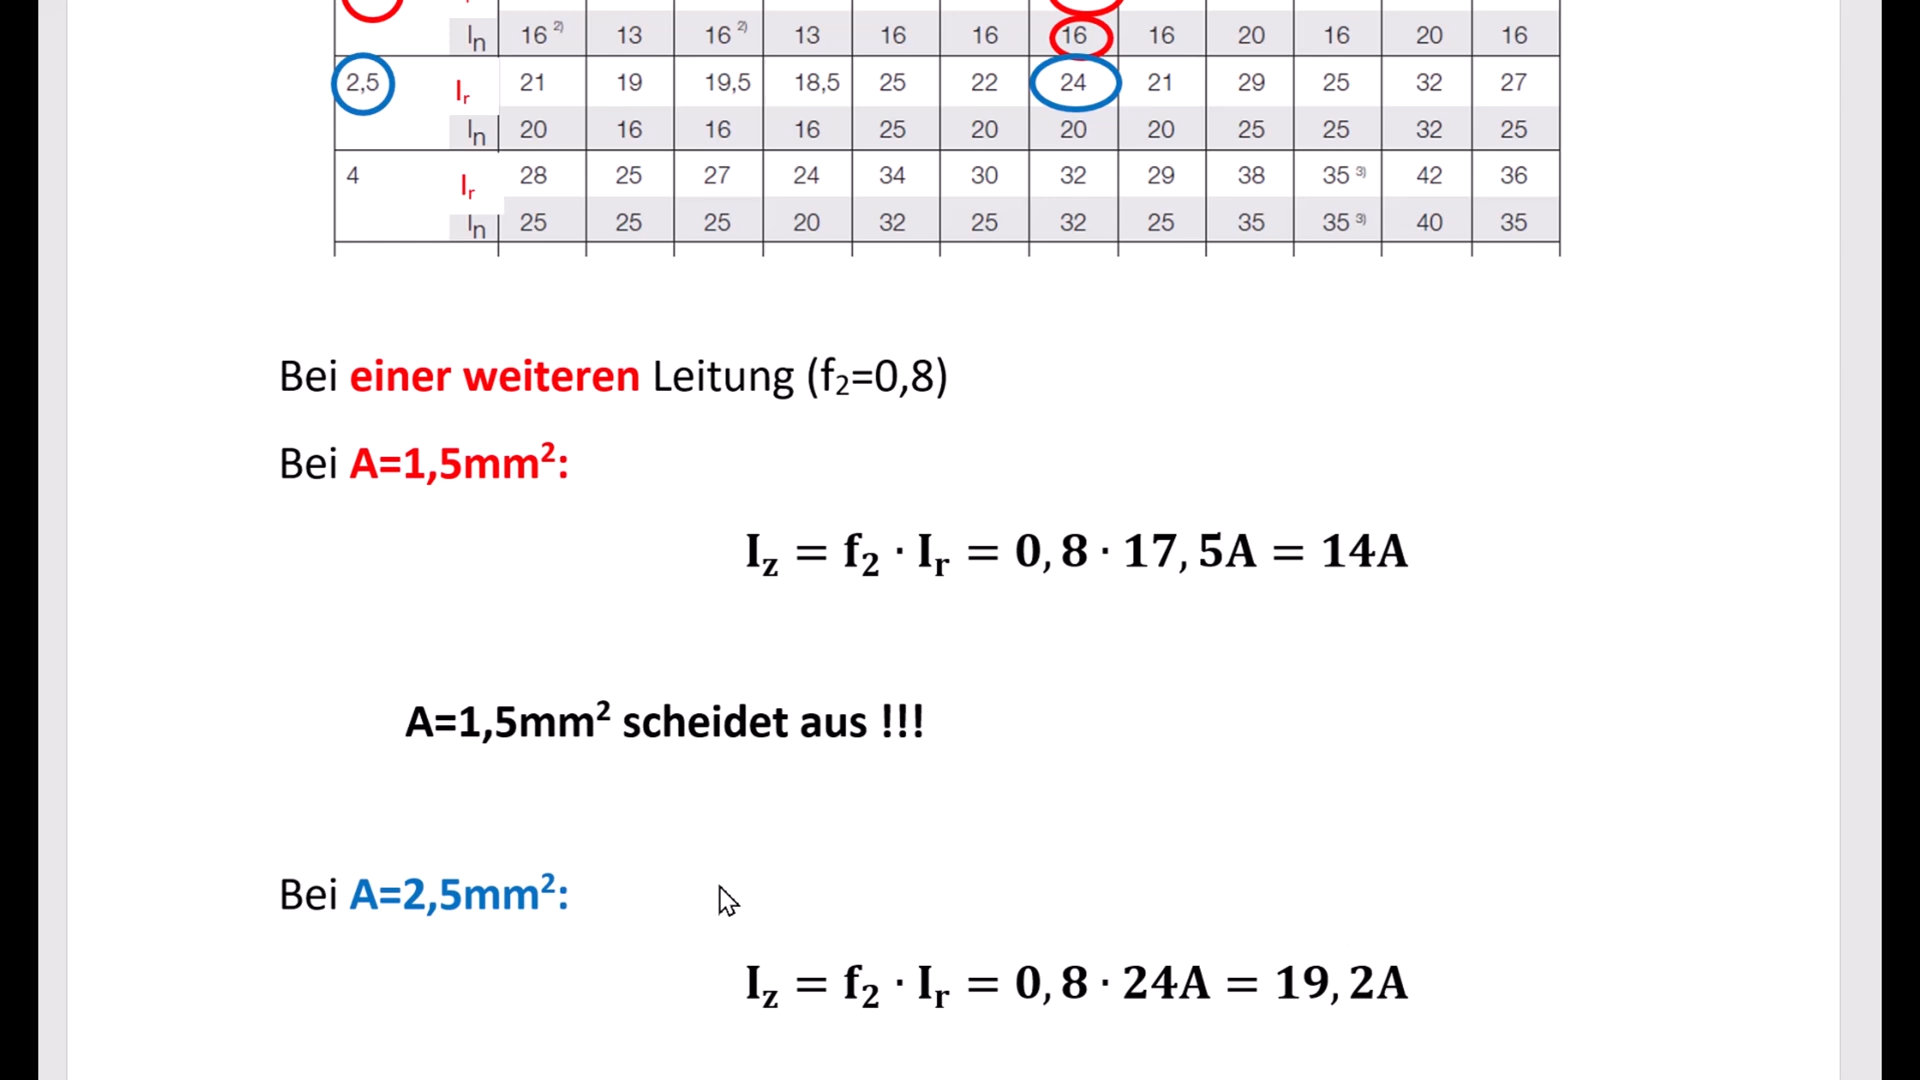 In 16 2) 13 16 2) 13 16 16 16 16 20 16 20 16
2,5 Ir 21 19 19,5 18,5 25 22 24 21 29 25 32 27
In 20 16 16 16 25 20 20 20 25 25 32 25
4 Ir 28 25 27 24 34 30 32 29 38 35 3) 42 36
In 25 25 25 20 32 25 32 25 35 35 3) 40 35
Bei einer weiteren Leitung (f₂=0,8)
Bei A=1,5mm²:
I_z = f₂ · I_r = 0,8 · 17,5A = 14A
A=1,5mm² scheidet aus !!!
Bei A=2,5mm²:
I_z = f₂ · I_r = 0,8 · 24A = 19,2A